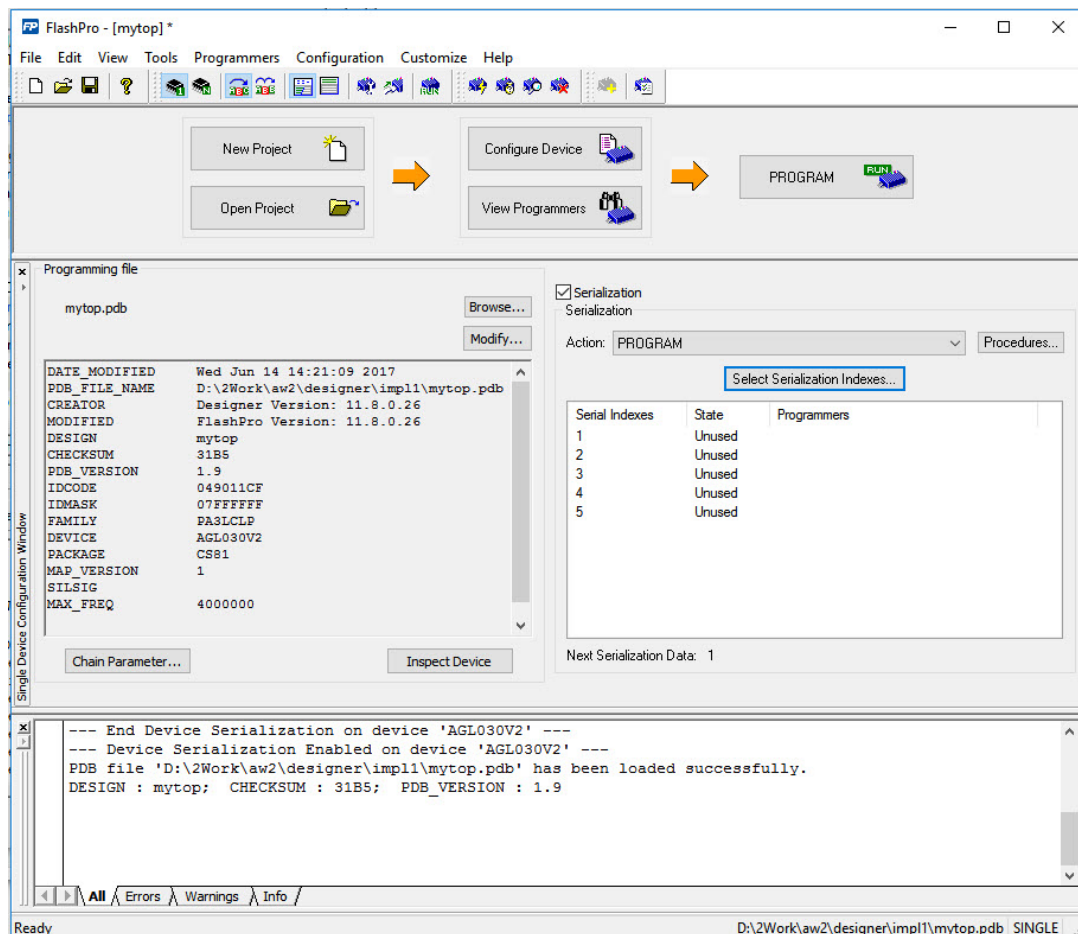 FlashPro - [mytop] *
File Edit View Tools Programmers Configuration Customize Help
New Project
Open Project
Configure Device
View Programmers
PROGRAM
RUN
Single Device Configuration Window
Programming file
mytop.pdb
Browse...
Modify...
DATE_MODIFIED Wed Jun 14 14:21:09 2017
PDB_FILE_NAME D:\2Work\aw2\designer\impl1\mytop.pdb
CREATOR Designer Version: 11.8.0.26
MODIFIED FlashPro Version: 11.8.0.26
DESIGN mytop
CHECKSUM 31B5
PDB_VERSION 1.9
IDCODE 049011CF
IDMASK 07FFFFFF
FAMILY PA3LCLP
DEVICE AGL030V2
PACKAGE CS81
MAP_VERSION 1
SILSIG
MAX_FREQ 4000000
Chain Parameter...
Inspect Device
Serialization
Serialization
Action: PROGRAM
Procedures...
Select Serialization Indexes...
Serial Indexes State Programmers
1 Unused
2 Unused
3 Unused
4 Unused
5 Unused
Next Serialization Data: 1
--- End Device Serialization on device 'AGL030V2' ---
--- Device Serialization Enabled on device 'AGL030V2' ---
PDB file 'D:\2Work\aw2\designer\impl1\mytop.pdb' has been loaded successfully.
DESIGN : mytop; CHECKSUM : 31B5; PDB_VERSION : 1.9
All Errors Warnings Info
Ready
D:\2Work\aw2\designer\impl1\mytop.pdb SINGLE